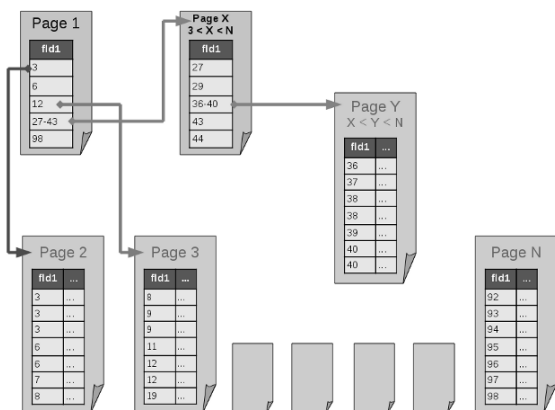 Page 1
fld1
3
6
12
27-43
98
Page X
3 < X < N
fld1
27
29
36-40
43
44
Page Y
X < Y < N
fld1 ...
36 ...
37 ...
38 ...
38 ...
39 ...
40 ...
40 ...
Page 2
fld1 ...
3 ...
3 ...
3 ...
6 ...
6 ...
7 ...
8 ...
Page 3
fld1 ...
8 ...
9 ...
9 ...
11 ...
12 ...
12 ...
19 ...
Page N
fld1 ...
92 ...
93 ...
94 ...
95 ...
96 ...
97 ...
98 ...